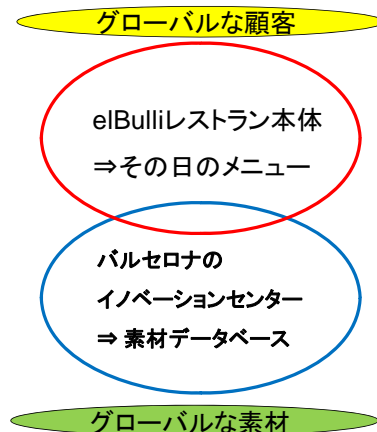 グローバルな顧客
elBulliレストラン本体
⇒その日のメニュー
バルセロナの
イノベーションセンター
⇒ 素材データベース
グローバルな素材